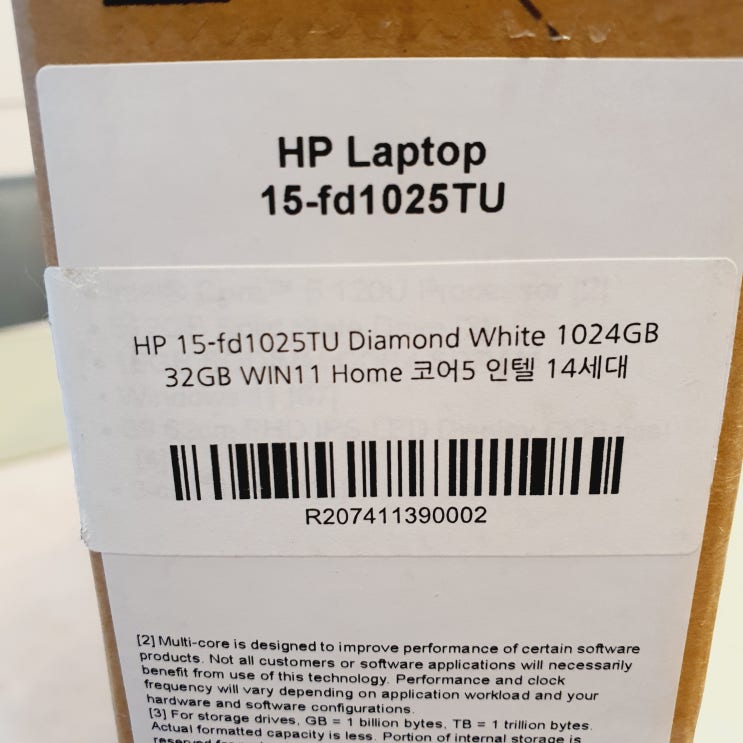 HP Laptop
15-fd1025TU
HP 15-fd1025TU Diamond White 1024GB
32GB WIN11 Home 코어5 인텔 14세대
R207411390002
[2] Multi-core is designed to improve performance of certain software
products. Not all customers or software applications will necessarily
benefit from use of this technology. Performance and clock
frequency will vary depending on application workload and your
hardware and software configurations.
[3] For storage drives, GB = 1 billion bytes, TB = 1 trillion bytes.
Actual formatted capacity is less. Portion of internal storage is